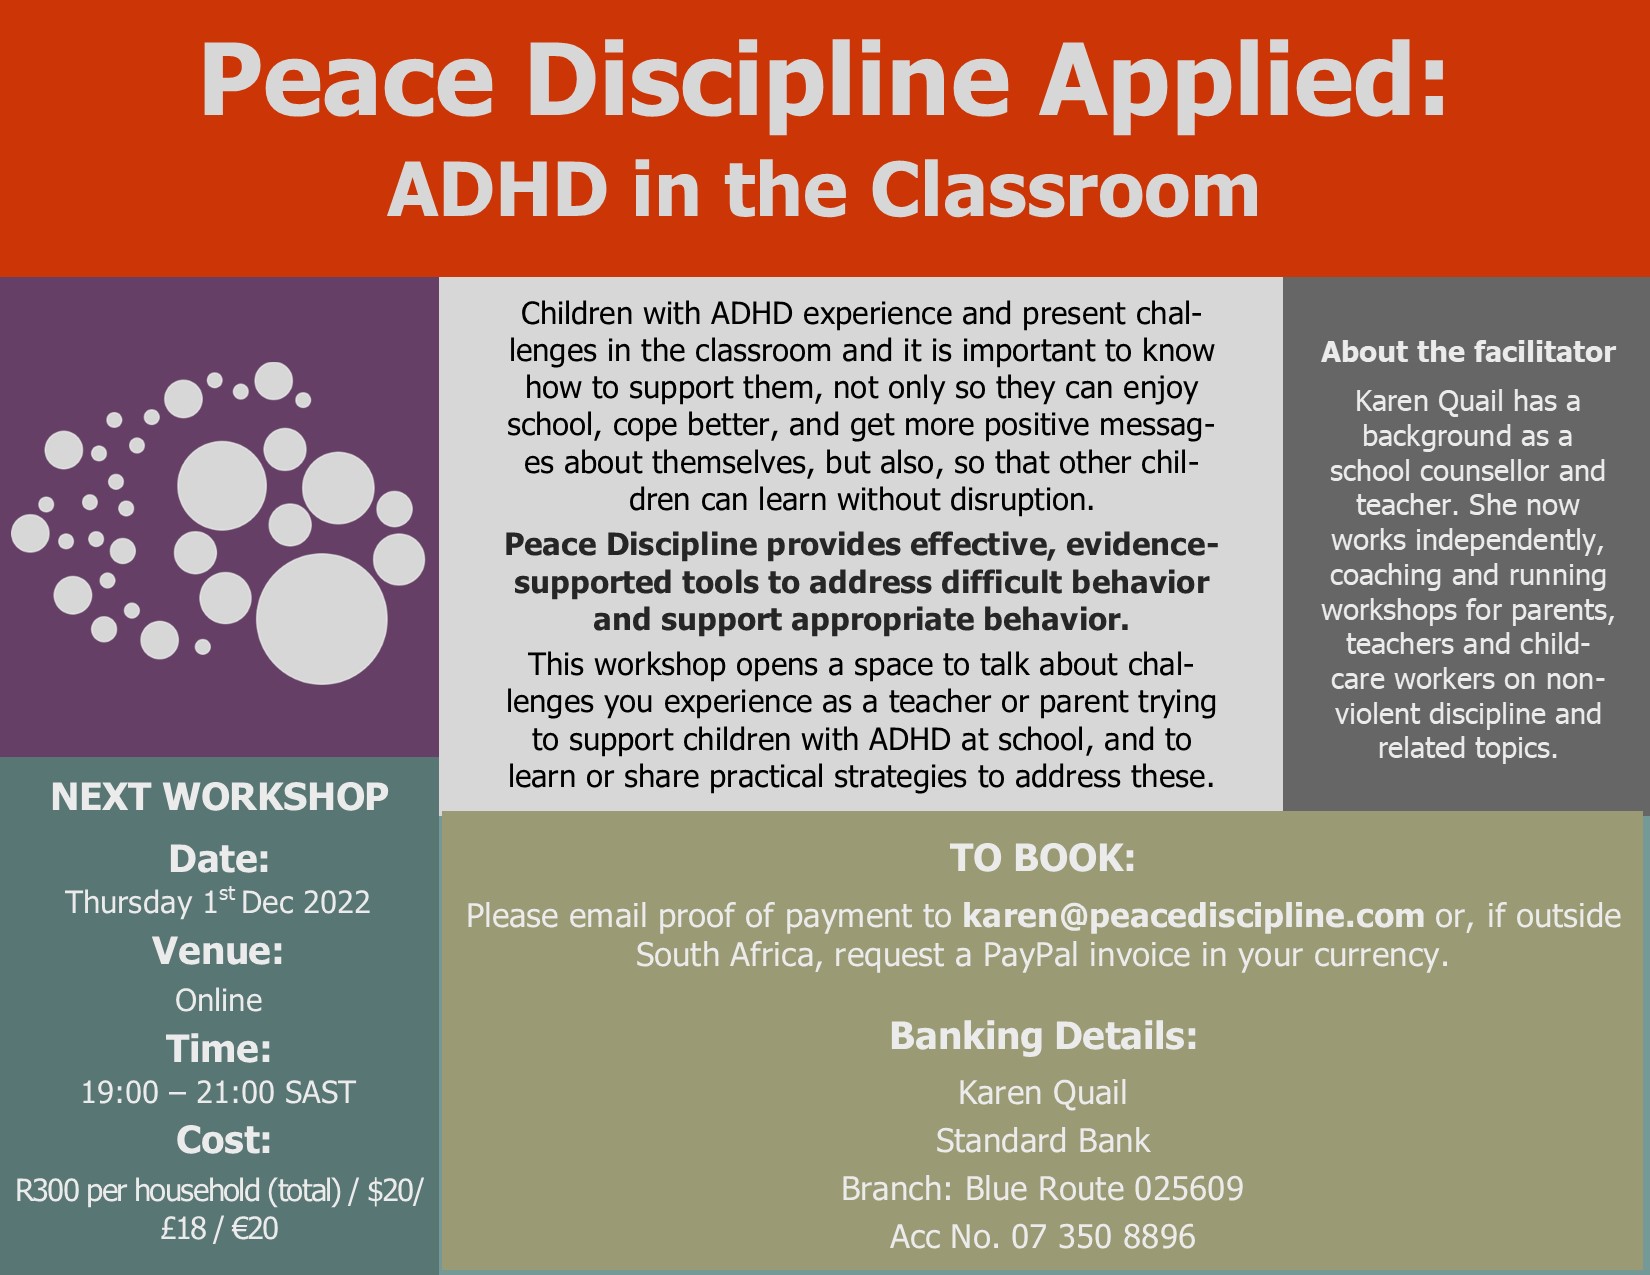 Peace Discipline Applied:
ADHD in the Classroom
Children with ADHD experience and present chal-
lenges in the classroom and it is important to know
how to support them, not only so they can enjoy
school, cope better, and get more positive messag-
es about themselves, but also, so that other chil-
dren can learn without disruption.
Peace Discipline provides effective, evidence-
supported tools to address difficult behavior
and support appropriate behavior.
This workshop opens a space to talk about chal-
lenges you experience as a teacher or parent trying
to support children with ADHD at school, and to
learn or share practical strategies to address these.
About the facilitator
Karen Quail has a
background as a
school counsellor and
teacher. She now
works independently,
coaching and running
workshops for parents,
teachers and child-
care workers on non-
violent discipline and
related topics.
NEXT WORKSHOP
Date:
Thursday 1st Dec 2022
Venue:
Online
Time:
19:00 – 21:00 SAST
Cost:
R300 per household (total) / $20/
£18 / €20
TO BOOK:
Please email proof of payment to karen@peacediscipline.com or, if outside
South Africa, request a PayPal invoice in your currency.
Banking Details:
Karen Quail
Standard Bank
Branch: Blue Route 025609
Acc No. 07 350 8896